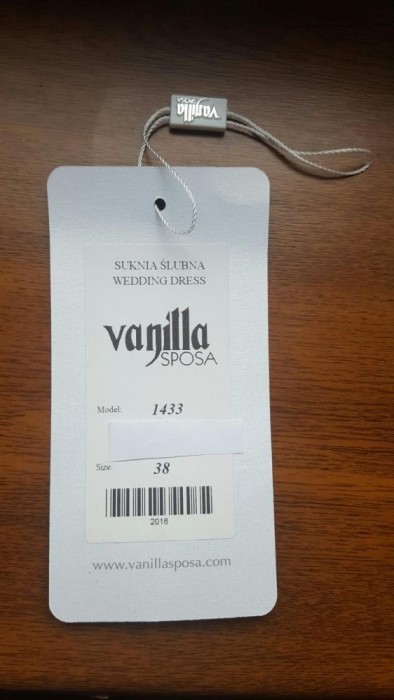 vanilla
SPOSA
SUKNIA ŚLUBNA
WEDDING DRESS
vanilla
SPOSA
Model: 1433
Size: 38
2016
www.vanillasposa.com